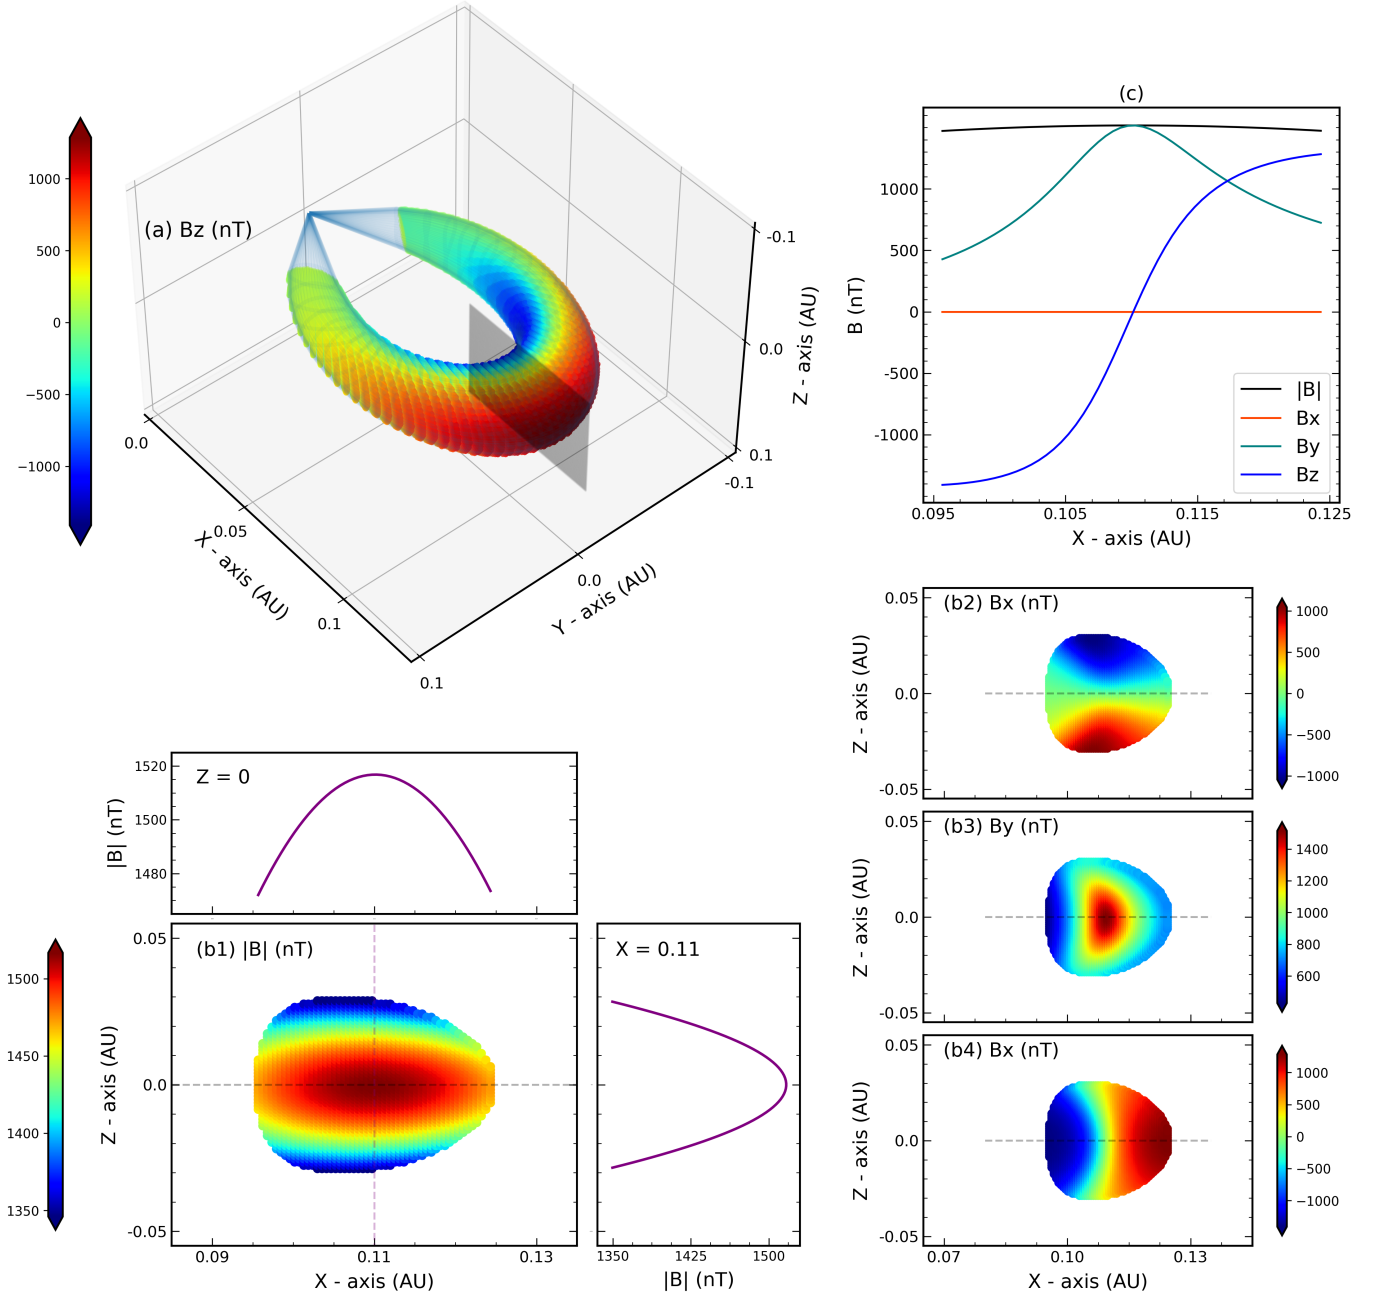 (a) Bz (nT)
1000
500
0
−500
−1000
0.0
0.05
0.1
X - axis (AU)
0.1
0.0
-0.1
Y - axis (AU)
-0.1
0.0
0.1
Z - axis (AU)
(c)
B (nT)
1000
500
0
-500
-1000
|B|
Bx
By
Bz
0.095
0.105
0.115
0.125
X - axis (AU)
Z = 0
|B| (nT)
1520
1500
1480
(b1) |B| (nT)
1500
1450
1400
1350
Z - axis (AU)
0.05
0.0
-0.05
0.09
0.11
0.13
X - axis (AU)
X = 0.11
1350
1425
1500
|B| (nT)
(b2) Bx (nT)
Z - axis (AU)
0.05
0.0
-0.05
1000
500
0
−500
−1000
(b3) By (nT)
Z - axis (AU)
0.05
0.0
-0.05
1400
1200
1000
800
600
(b4) Bx (nT)
Z - axis (AU)
0.05
0.0
-0.05
1000
500
0
−500
−1000
0.07
0.10
0.13
X - axis (AU)